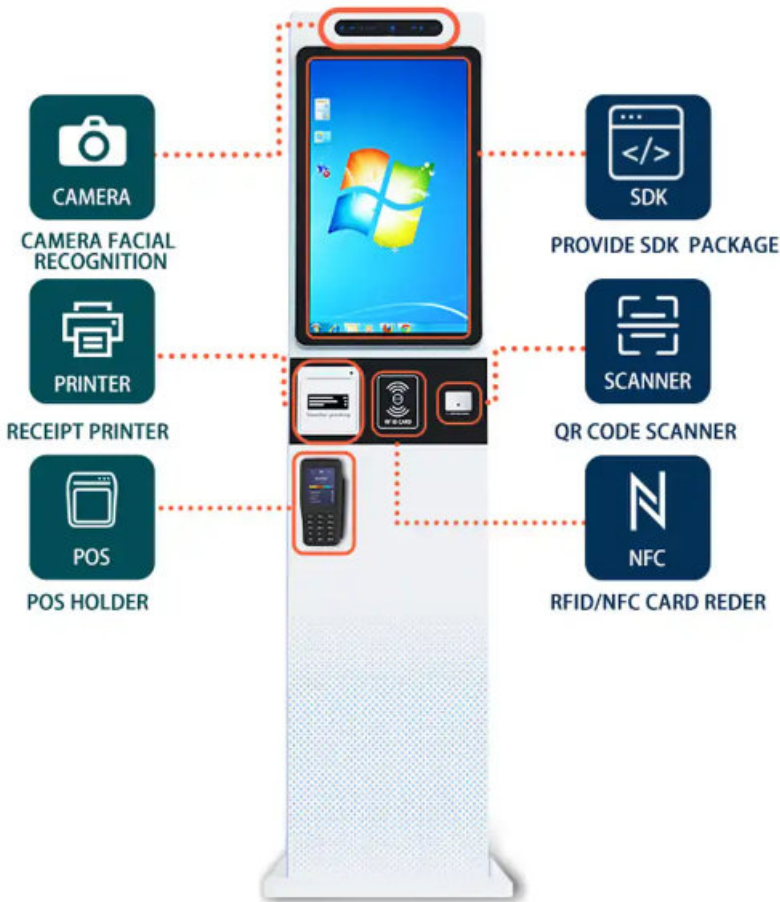 CAMERA
CAMERA FACIAL
RECOGNITION
PRINTER
RECEIPT PRINTER
POS
POS HOLDER
</>
SDK
PROVIDE SDK PACKAGE
SCANNER
QR CODE SCANNER
NFC
RFID/NFC CARD REDER
RF ID CARD